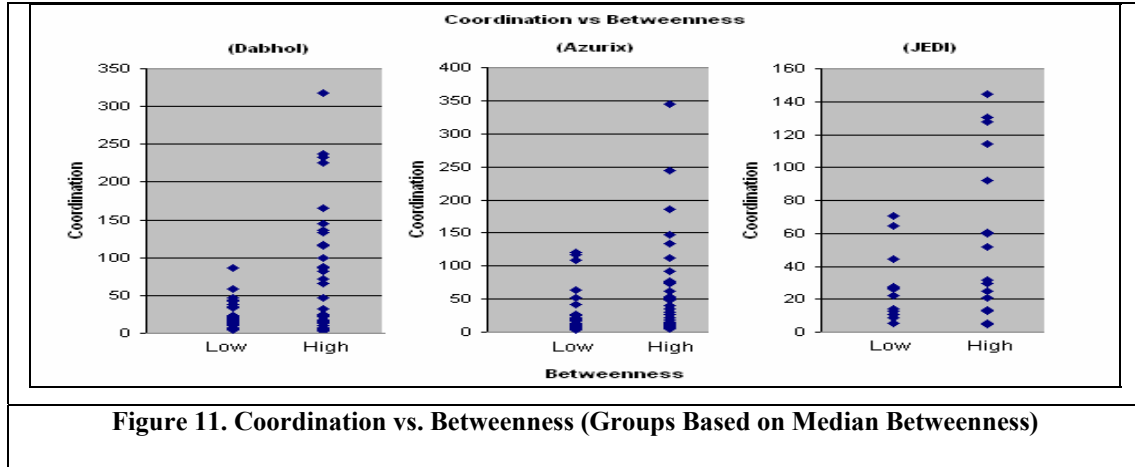 Coordination vs Betweenness
(Dabhol) (Azurix) (JEDI)
350
300
250
200
150
100
50
0
Coordination
Low High
400
350
300
250
200
150
100
50
0
Coordination
Low High
160
140
120
100
80
60
40
20
0
Coordination
Low High
Betweenness
Figure 11. Coordination vs. Betweenness (Groups Based on Median Betweenness)